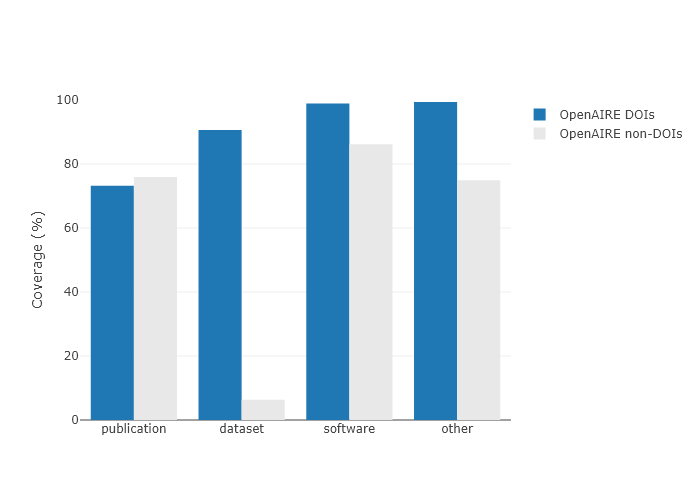 100
80
60
40
20
0
Coverage (%)
publication dataset software other
OpenAIRE DOIs
OpenAIRE non-DOIs